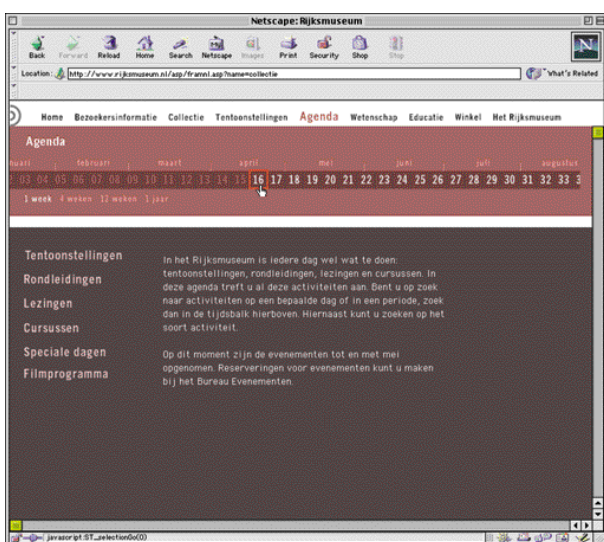 Netscape: Rijksmuseum
Back Forward Reload Home Search Netscape Images Print Security Shop Stop
Location: http://www.rijksmuseum.nl/asp/framnl.asp?name=collectie What's Related
Home Bezoekersinformatie Collectie Tentoonstellingen Agenda Wetenschap Educatie Winkel Het Rijksmuseum
Agenda
nuari februari maart april mei juni juli augustus
03 04 05 06 07 08 09 10 11 12 13 14 15 16 17 18 19 20 21 22 23 24 25 26 27 28 29 30 31 32 33 3
1 week 4 weken 12 weken 1 jaar
Tentoonstellingen
Rondleidingen
Lezingen
Cursussen
Speciale dagen
Filmprogramma
In het Rijksmuseum is iedere dag wel wat te doen:
tentoonstellingen, rondleidingen, lezingen en cursussen. In
deze agenda treft u al deze activiteiten aan. Bent u op zoek
naar activiteiten op een bepaalde dag of in een periode, zoek
dan in de tijdsbalk hierboven. Hiernaast kunt u zoeken op het
soort activiteit.
Op dit moment zijn de evenementen tot en met mei
opgenomen. Reserveringen voor evenementen kunt u maken
bij het Bureau Evenementen.
javascript:ST_selectionGo(0)